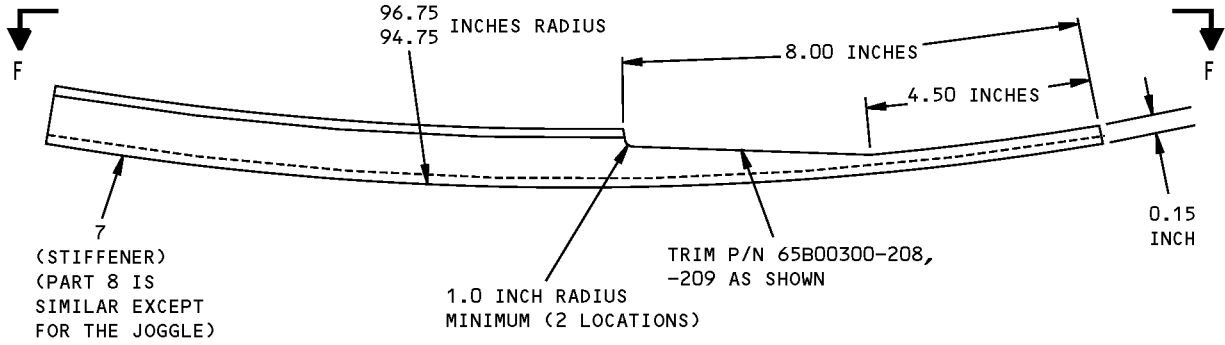 96.75
94.75
INCHES RADIUS
F
F
8.00 INCHES
4.50 INCHES
0.15
INCH
7
(STIFFENER)
(PART 8 IS
SIMILAR EXCEPT
FOR THE JOGGLE)
1.0 INCH RADIUS
MINIMUM (2 LOCATIONS)
TRIM P/N 65B00300-208,
-209 AS SHOWN